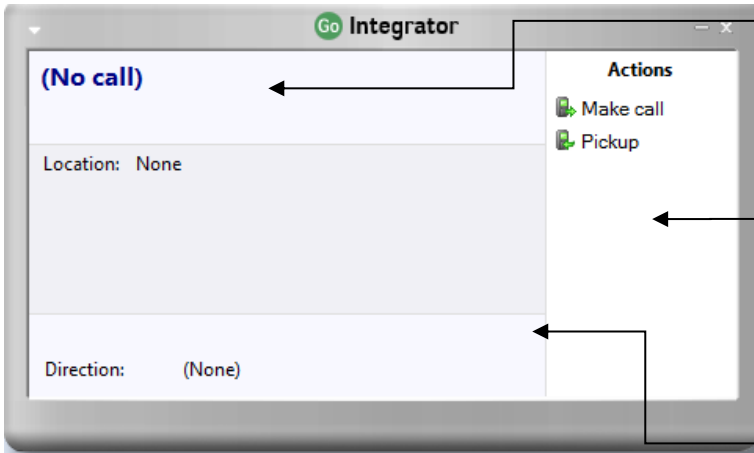 Go Integrator
(No call)
Actions
Make call
Pickup
Location: None
Direction: (None)